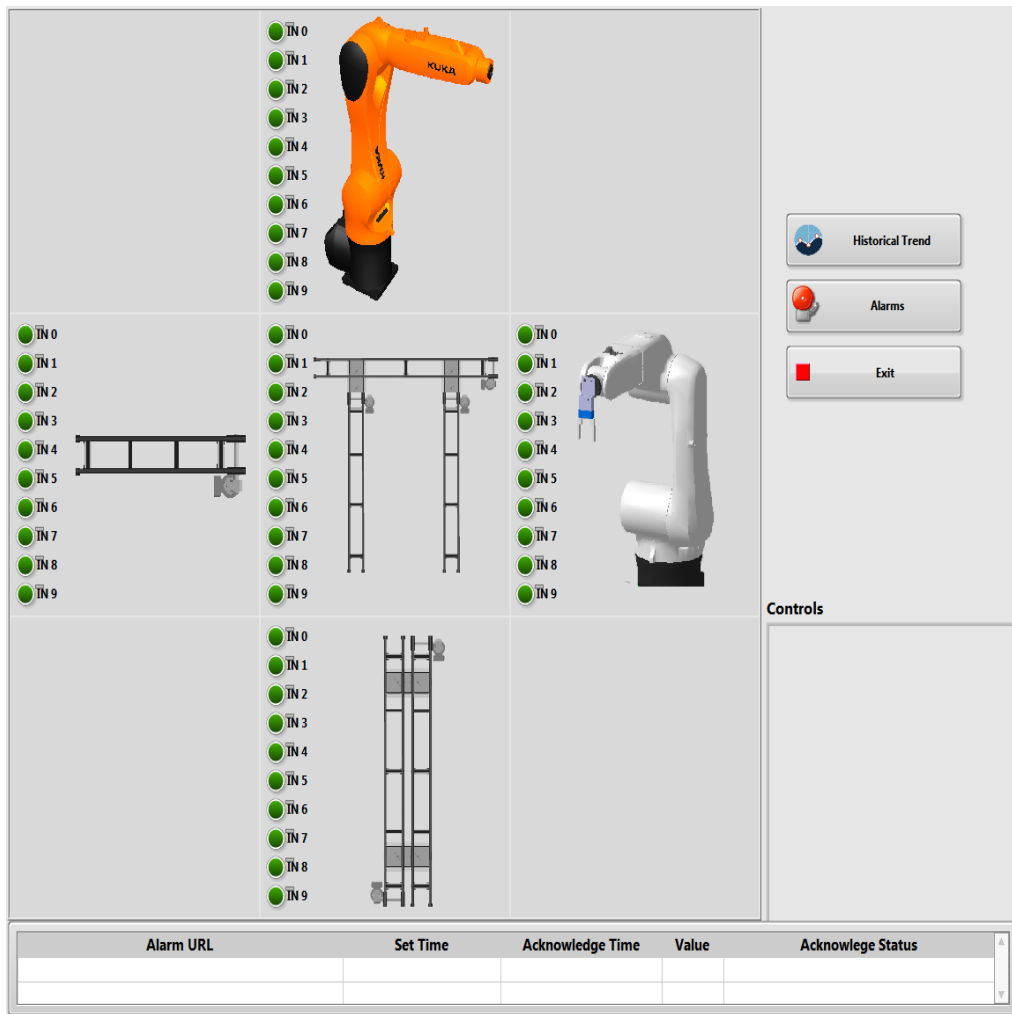 IN 0
IN 1
IN 2
IN 3
IN 4
IN 5
IN 6
IN 7
IN 8
IN 9
KUKA
Historical Trend
Alarms
Exit
IN 0
IN 1
IN 2
IN 3
IN 4
IN 5
IN 6
IN 7
IN 8
IN 9
IN 0
IN 1
IN 2
IN 3
IN 4
IN 5
IN 6
IN 7
IN 8
IN 9
IN 0
IN 1
IN 2
IN 3
IN 4
IN 5
IN 6
IN 7
IN 8
IN 9
Controls
IN 0
IN 1
IN 2
IN 3
IN 4
IN 5
IN 6
IN 7
IN 8
IN 9
Alarm URL Set Time Acknowledge Time Value Acknowlege Status